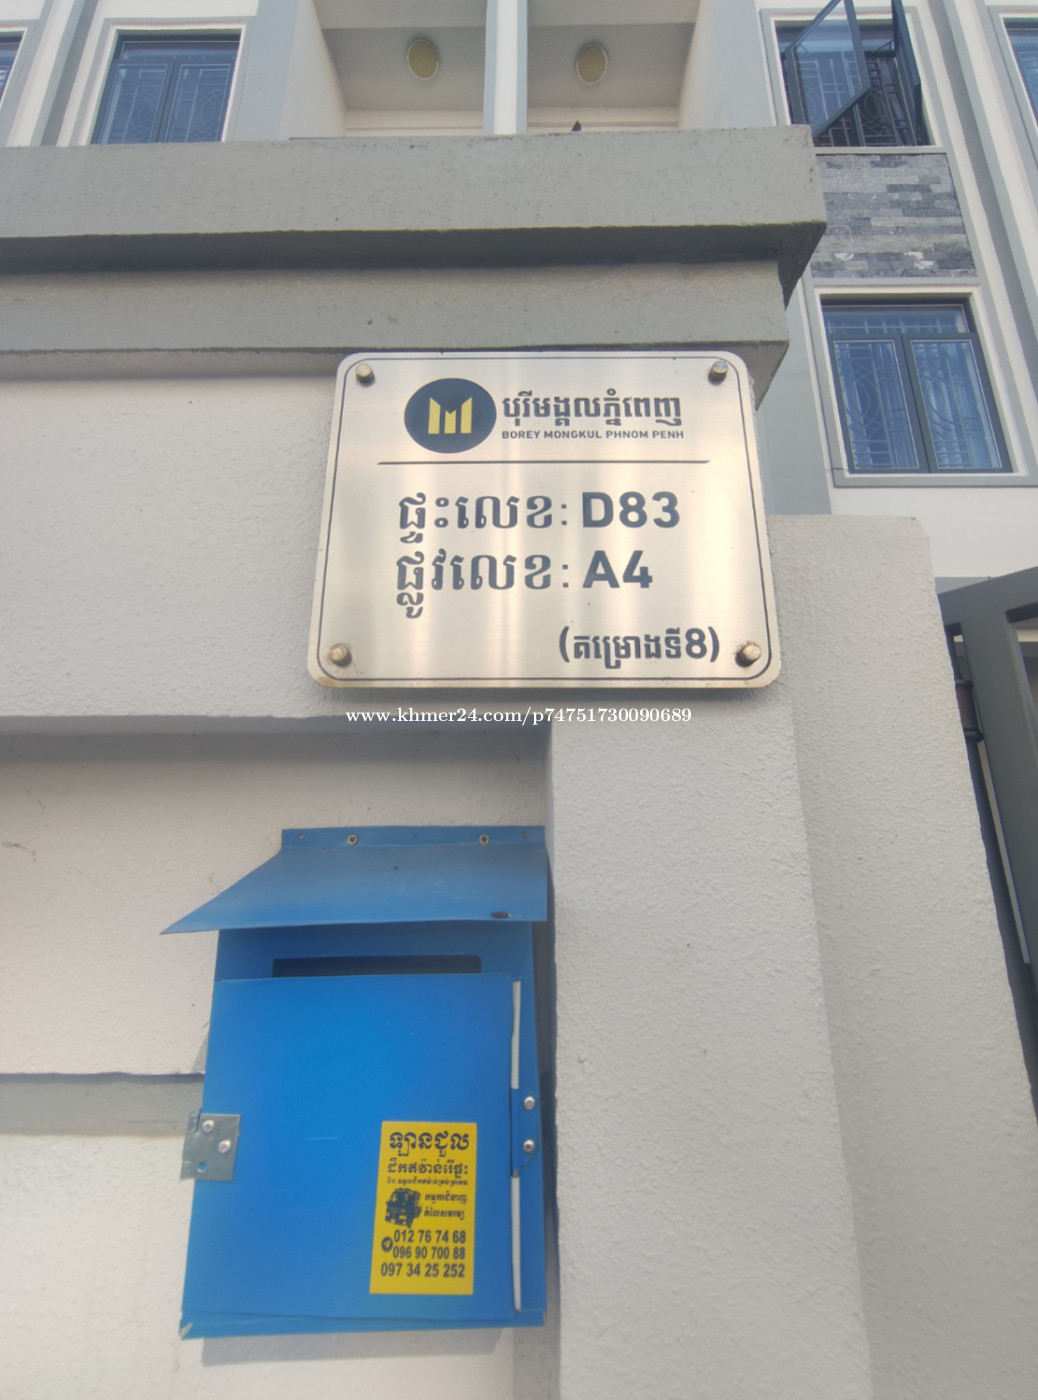 បុរីមង្គលភ្នំពេញ
BOREY MONGKUL PHNOM PENH
ផ្ទះលេខ: D83
ផ្លូវលេខ: A4
(គម្រោងទី8)
www.khmer24.com/p74751730090689
ឡានជួល
ដឹកឥវ៉ាន់រើផ្ទះ
012 76 74 68
096 90 700 88
097 34 25 252